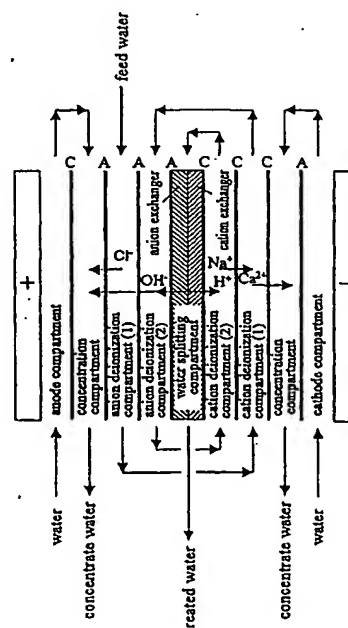 feed water
C
A
A
A
C
C
C
A
+
anode compartment
concentration
compartment
anion deionization
compartment (1)
anion deionization
compartment (2)
anion exchanger
water splitting
compartment
cation exchanger
cation deionization
compartment (2)
cation deionization
compartment (1)
concentration
compartment
cathode compartment
Cl⁻
OH⁻
Na⁺
H⁺
Ca²⁺
−
water
concentrate water
reated water
concentrate water
water